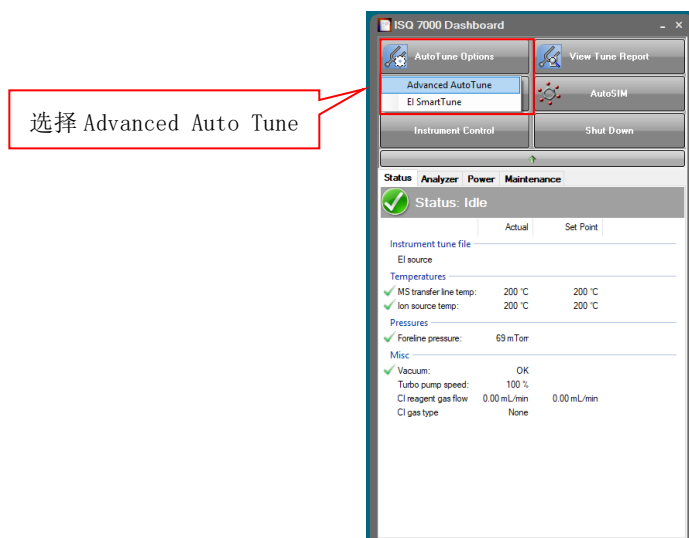 ISQ 7000 Dashboard
AutoTune Options
View Tune Report
Advanced AutoTune
EI SmartTune
AutoSIM
选择 Advanced Auto Tune
Instrument Control
Shut Down
Status Analyzer Power Maintenance
Status: Idle
Actual Set Point
Instrument tune file
EI source
Temperatures
MS transfer line temp: 200 °C 200 °C
Ion source temp: 200 °C 200 °C
Pressures
Foreline pressure: 69 mTorr
Misc
Vacuum: OK
Turbo pump speed: 100 %
CI reagent gas flow 0.00 mL/min 0.00 mL/min
CI gas type None